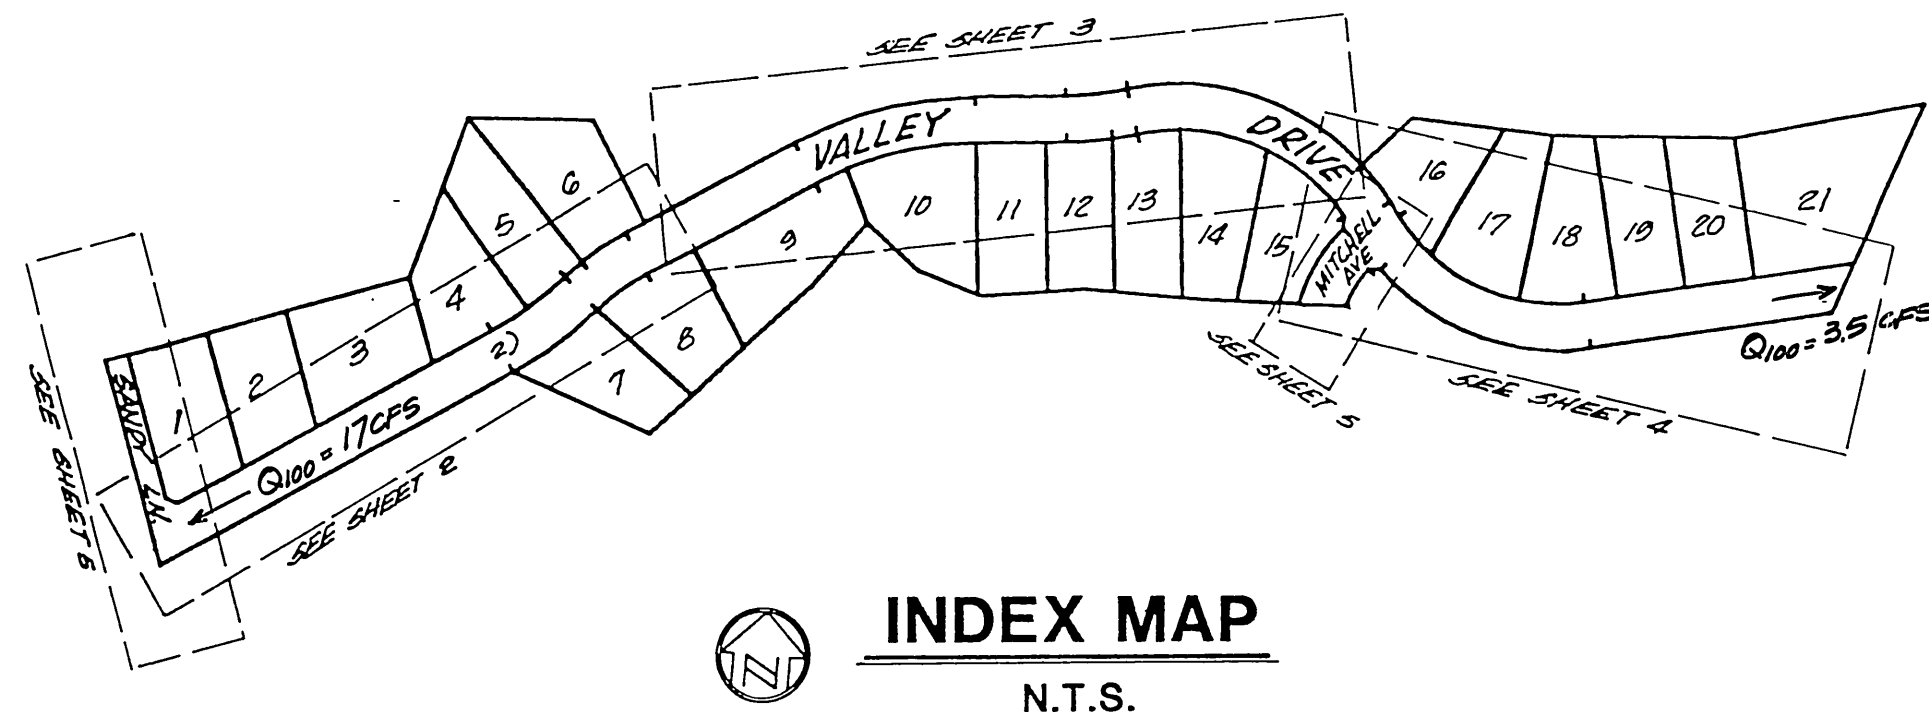 SEE SHEET 3
VALLEY DRIVE
6
5
4
3
2
1
9
10
11
12
13
14
15
16
17
18
19
20
21
8
7
2)
MITCHELL
AVE
SANDY LN.
Q100 = 17 CFS
Q100 = 3.5 CFS
SEE SHEET 2
SEE SHEET 5
SEE SHEET 4
SEE SHEET 6
N
INDEX MAP
N.T.S.